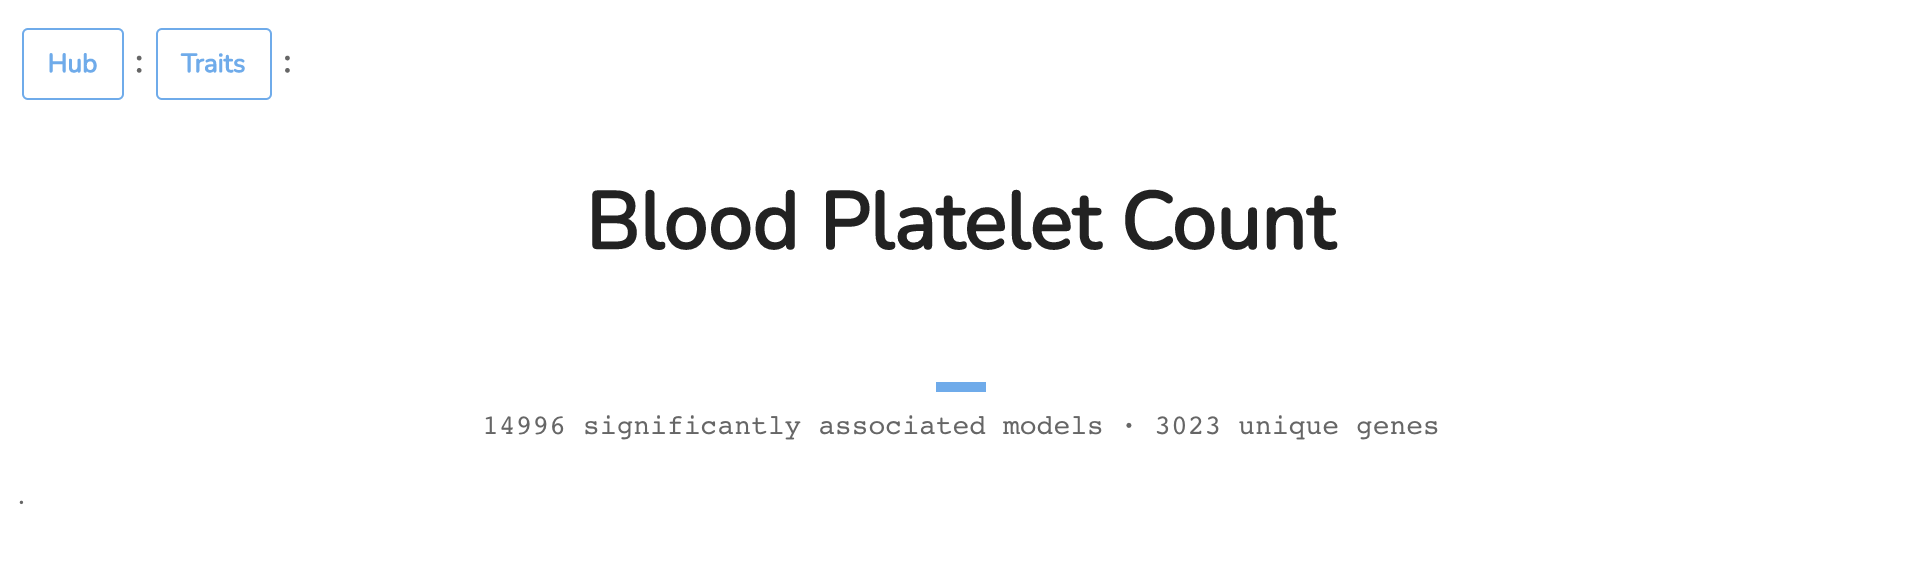 Hub : Traits :
Blood Platelet Count
14996 significantly associated models · 3023 unique genes
.